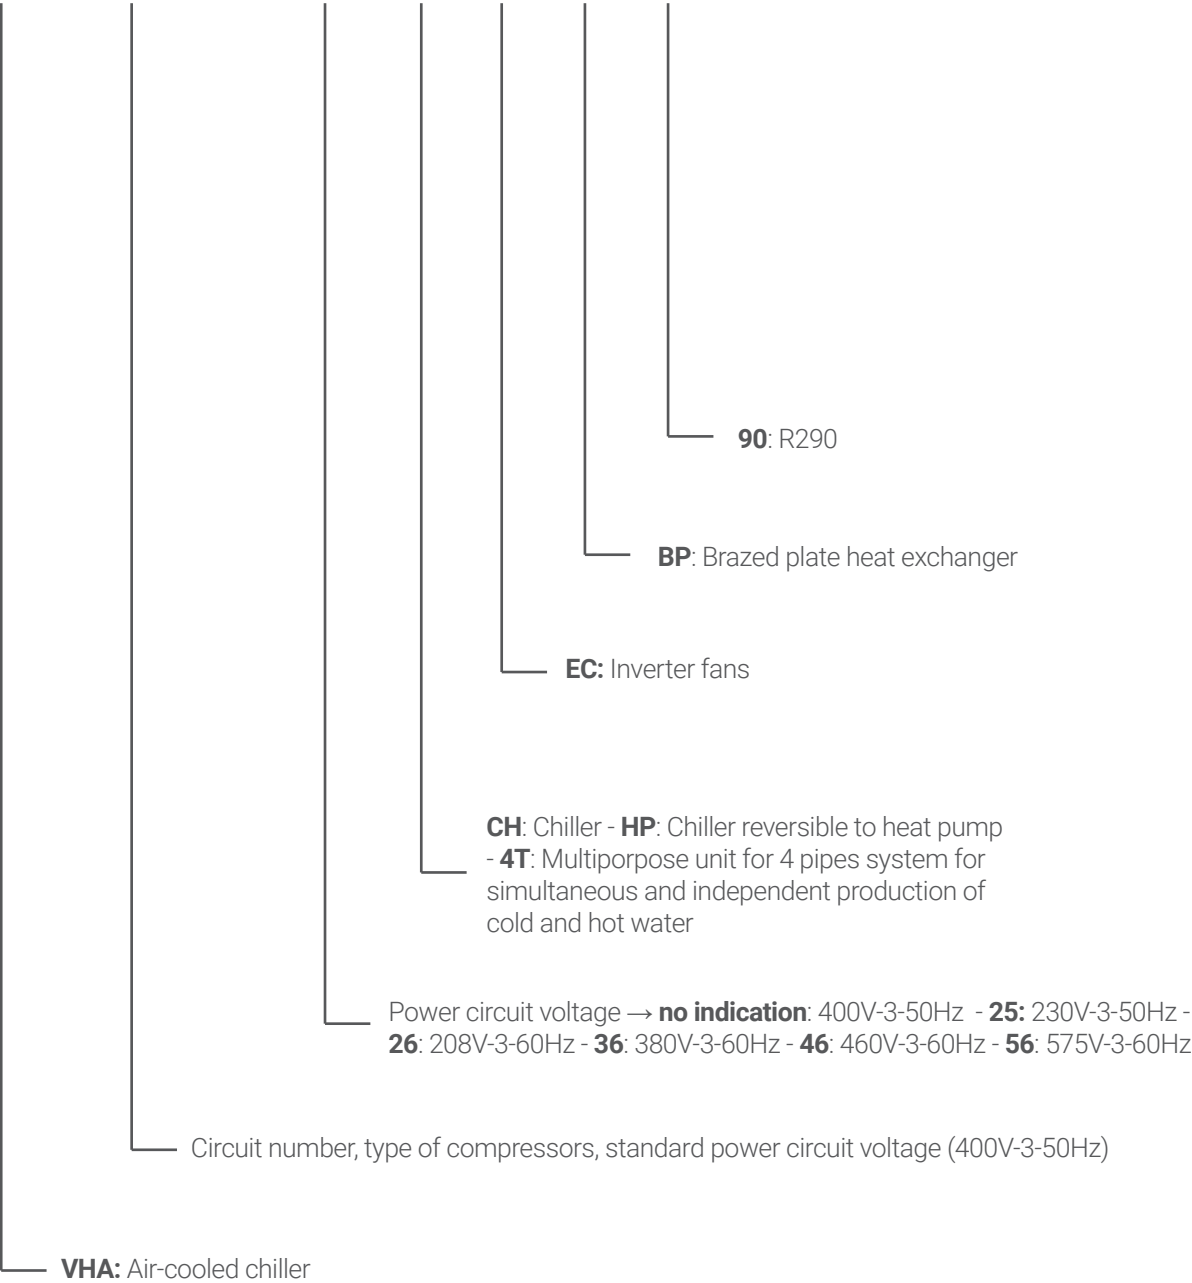 90: R290
BP: Brazed plate heat exchanger
EC: Inverter fans
CH: Chiller - HP: Chiller reversible to heat pump
- 4T: Multiporpose unit for 4 pipes system for
simultaneous and independent production of
cold and hot water
Power circuit voltage → no indication: 400V-3-50Hz - 25: 230V-3-50Hz -
26: 208V-3-60Hz - 36: 380V-3-60Hz - 46: 460V-3-60Hz - 56: 575V-3-60Hz
Circuit number, type of compressors, standard power circuit voltage (400V-3-50Hz)
VHA: Air-cooled chiller